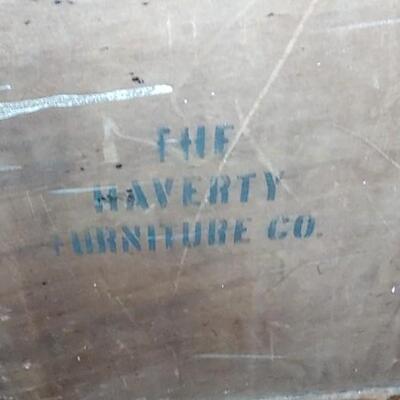 THE
HAVERTY
FURNITURE CO.